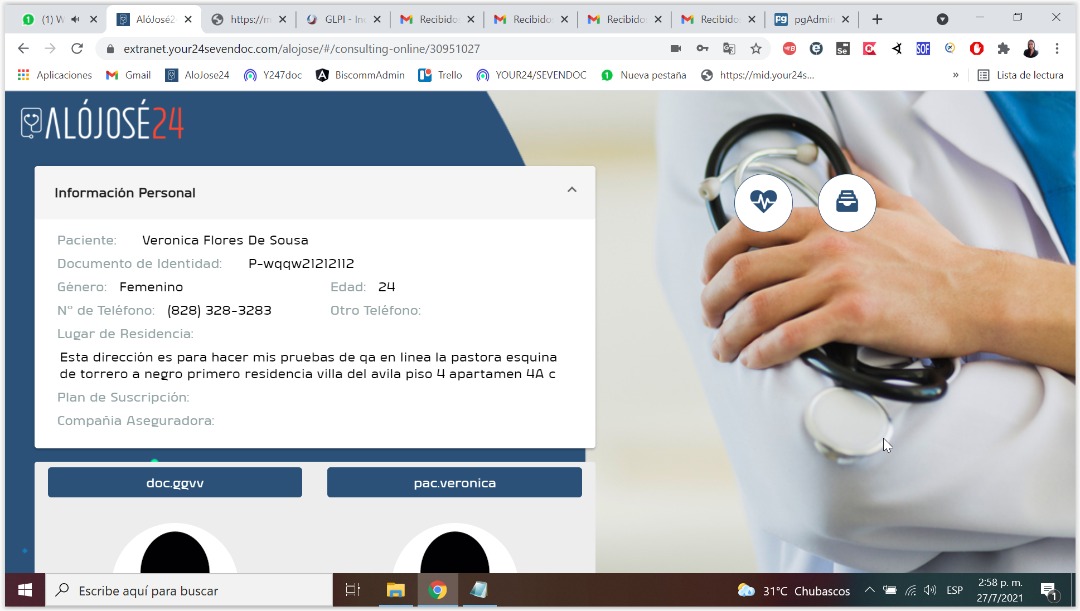 (1) W
AlóJosé2
https://m
GLPI - In
Recibido
Recibido
Recibido
Recibido
pgAdmin
extranet.your24sevendoc.com/alojose/#/consulting-online/30951027
Aplicaciones
Gmail
AloJose24
Y247doc
BiscommAdmin
Trello
YOUR24/SEVENDOC
Nueva pestaña
https://mid.your24s...
»
Lista de lectura
ALÓJOSÉ24
Información Personal
Paciente: Veronica Flores De Sousa
Documento de Identidad: P-wqqw21212112
Género: Femenino Edad: 24
N° de Teléfono: (828) 328-3283 Otro Teléfono:
Lugar de Residencia:
Esta dirección es para hacer mis pruebas de qa en linea la pastora esquina
de torrero a negro primero residencia villa del avila piso 4 apartamen 4A c
Plan de Suscripción:
Compañia Aseguradora:
doc.ggvv
pac.veronica
Escribe aquí para buscar
31°C Chubascos
ESP
2:58 p. m.
27/7/2021
1